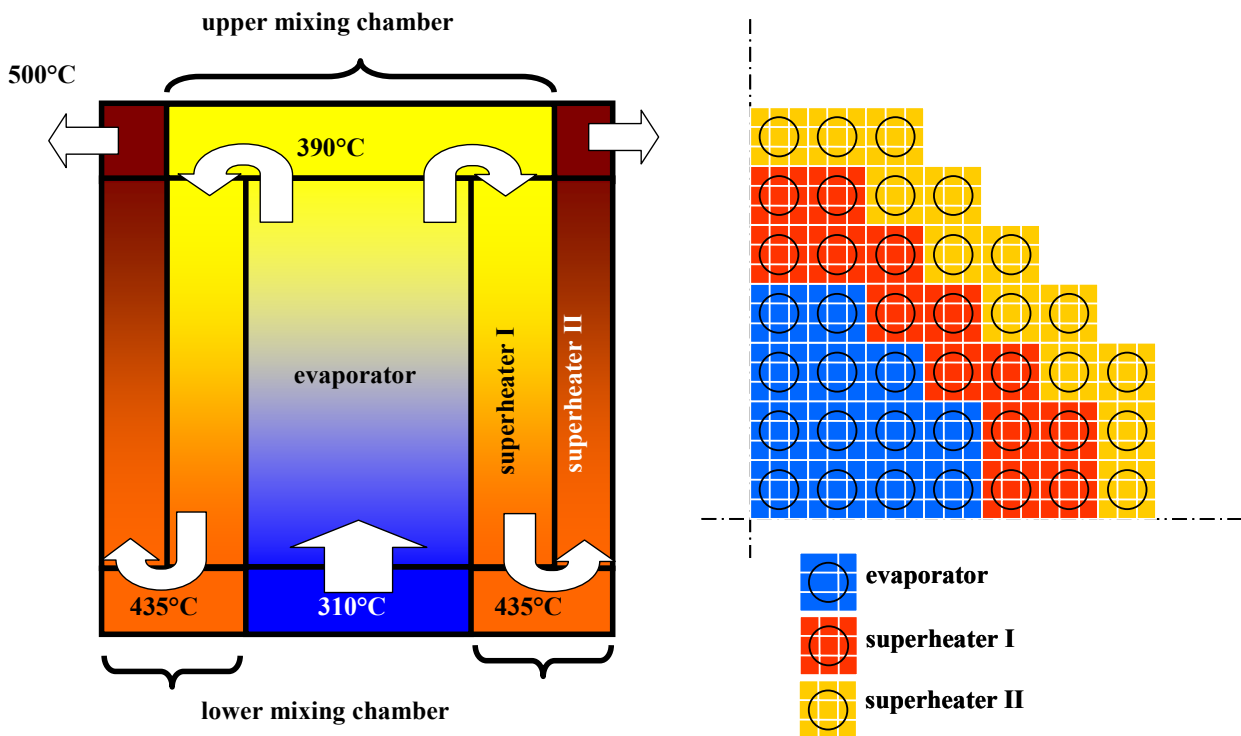 upper mixing chamber
500°C
390°C
evaporator
superheater I
superheater II
435°C
310°C
435°C
lower mixing chamber
evaporator
superheater I
superheater II